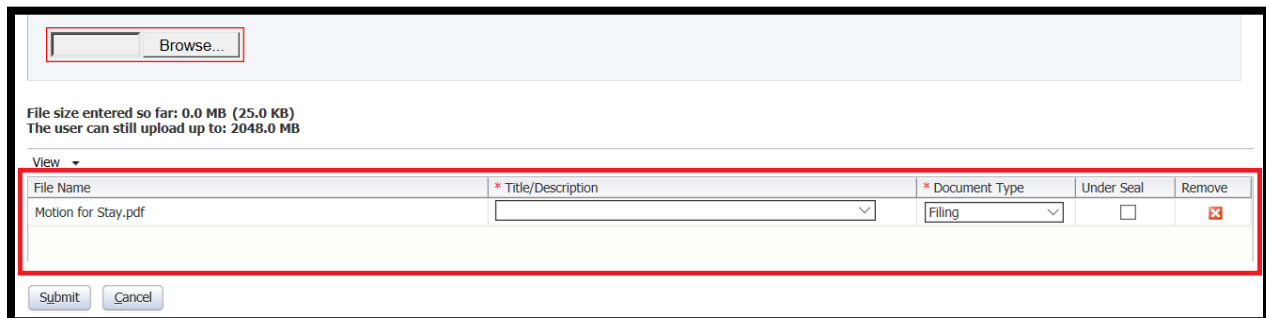 Browse...
File size entered so far: 0.0 MB (25.0 KB)
The user can still upload up to: 2048.0 MB
View
File Name * Title/Description * Document Type Under Seal Remove
Motion for Stay.pdf Filing
Submit Cancel